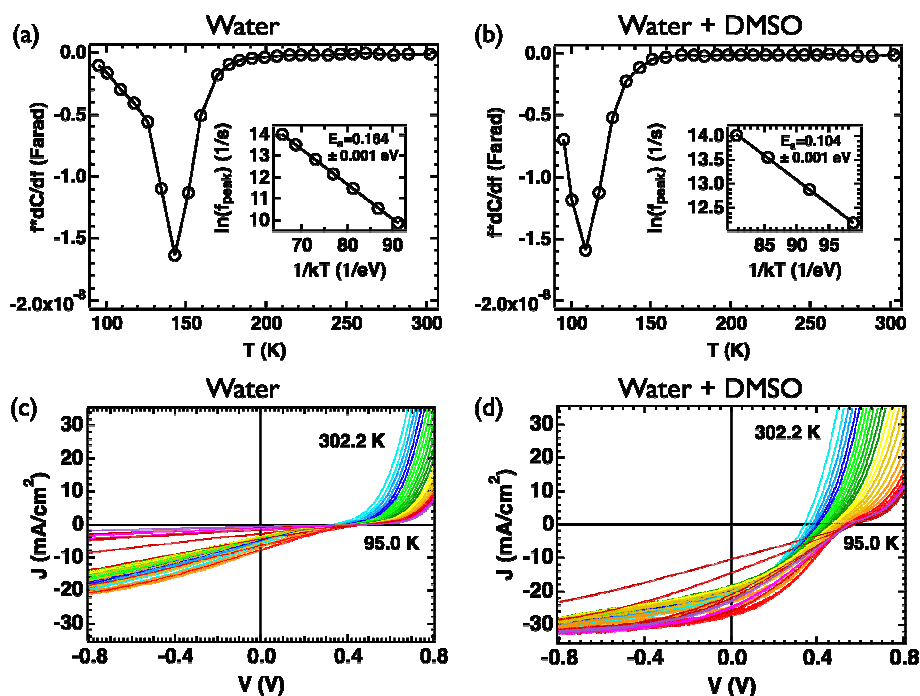 Water
Water + DMSO
(a)
(b)
0.0
-0.5
-1.0
-1.5
-2.0x10-8
f*dC/df (Farad)
100 150 200 250 300
T (K)
14
13
12
11
10
ln(fpeak) (1/s)
Ea=0.164
± 0.001 eV
70 80 90
1/kT (1/eV)
0.0
-0.5
-1.0
-1.5
-2.0x10-8
f*dC/df (Farad)
100 150 200 250 300
T (K)
14.0
13.5
13.0
12.5
ln(fpeak) (1/s)
Ea=0.104
± 0.001 eV
85 90 95
1/kT (1/eV)
Water
Water + DMSO
(c)
(d)
30
20
10
0
-10
-20
-30
J (mA/cm2)
302.2 K
95.0 K
-0.8 -0.4 0.0 0.4 0.8
V (V)
30
20
10
0
-10
-20
-30
J (mA/cm2)
302.2 K
95.0 K
-0.8 -0.4 0.0 0.4 0.8
V (V)